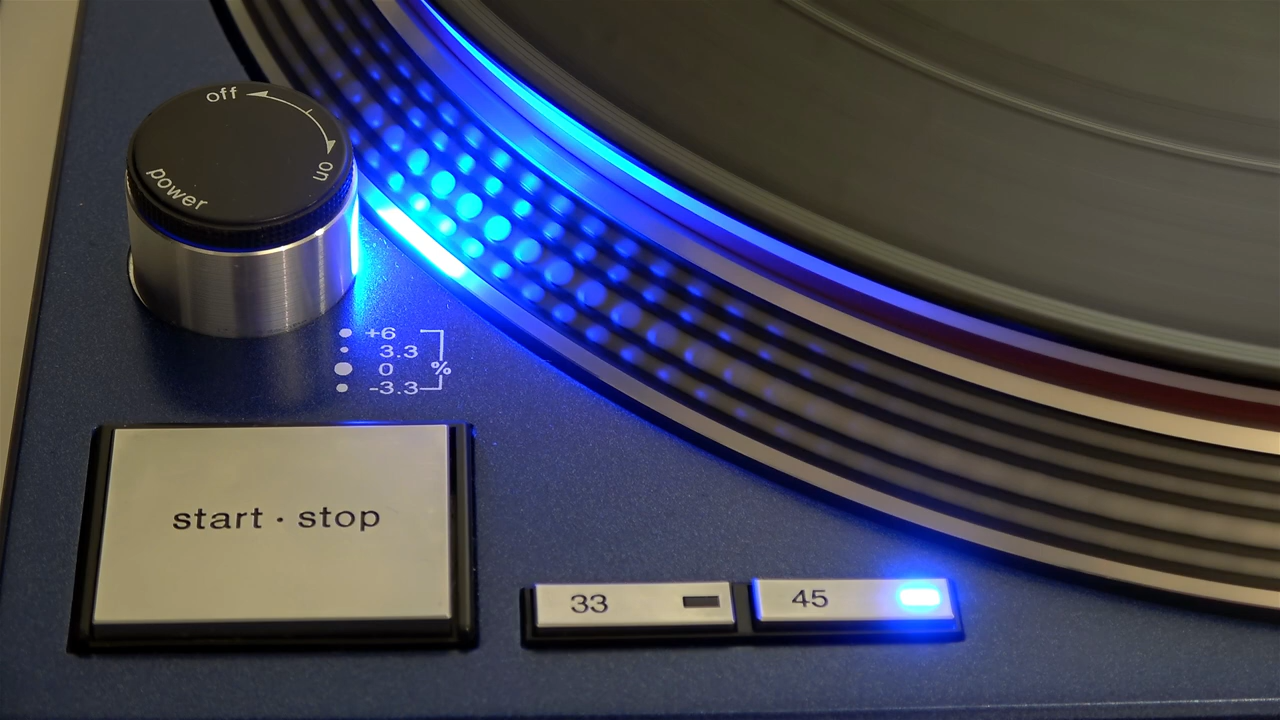 off
on
power
+6
3.3
0
%
-3.3
start · stop
33
45